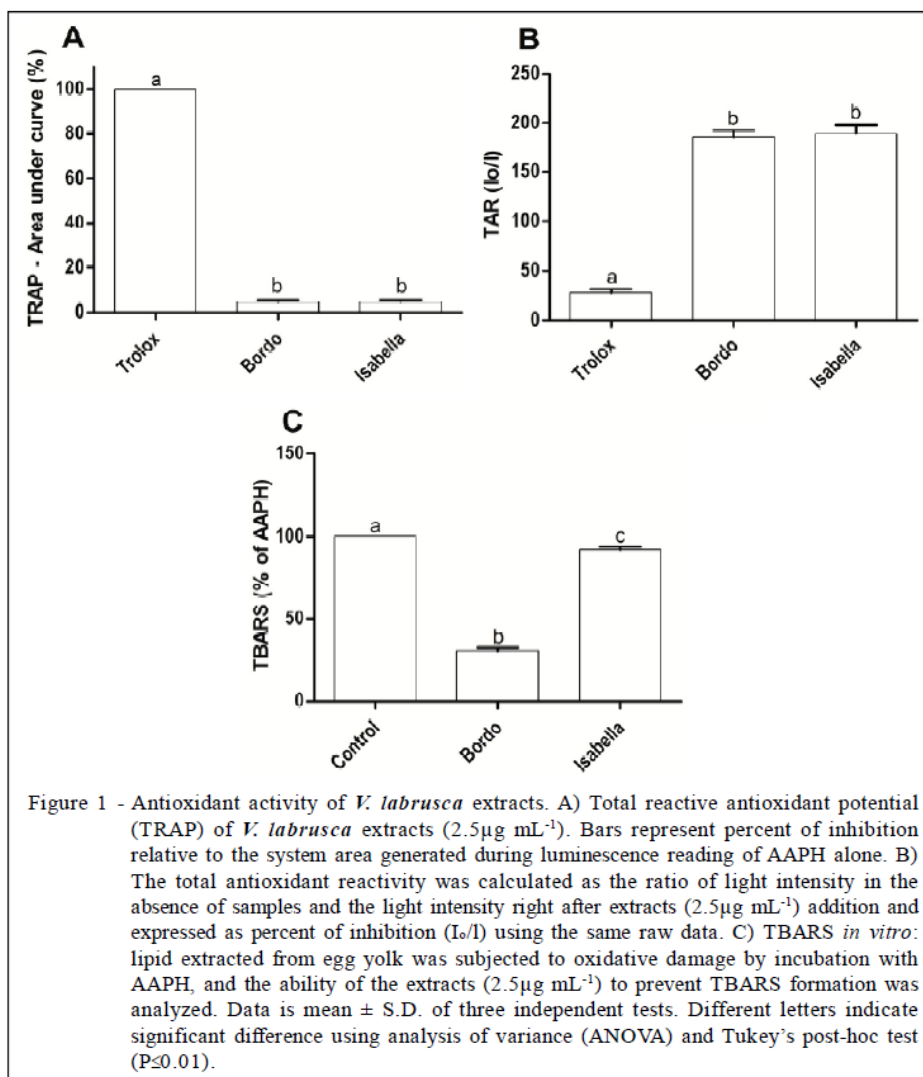 A
TRAP - Area under curve (%)
100
80
60
40
20
0
a
b
b
Trolox
Bordo
Isabella
B
TAR (Io/I)
250
200
150
100
50
0
a
b
b
Trolox
Bordo
Isabella
C
TBARS (% of AAPH)
150
100
50
0
a
b
c
Control
Bordo
Isabella
Figure 1 - Antioxidant activity of V. labrusca extracts. A) Total reactive antioxidant potential
(TRAP) of V. labrusca extracts (2.5µg mL⁻¹). Bars represent percent of inhibition
relative to the system area generated during luminescence reading of AAPH alone. B)
The total antioxidant reactivity was calculated as the ratio of light intensity in the
absence of samples and the light intensity right after extracts (2.5µg mL⁻¹) addition and
expressed as percent of inhibition (Iₒ/l) using the same raw data. C) TBARS in vitro:
lipid extracted from egg yolk was subjected to oxidative damage by incubation with
AAPH, and the ability of the extracts (2.5µg mL⁻¹) to prevent TBARS formation was
analyzed. Data is mean ± S.D. of three independent tests. Different letters indicate
significant difference using analysis of variance (ANOVA) and Tukey's post-hoc test
(P≤0.01).